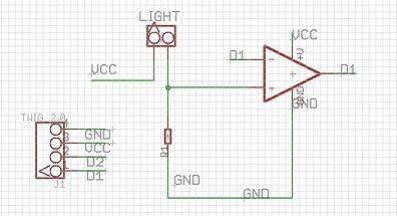 LIGHT
VCC
VCC
D1
D1
GND
TWIG 2.0
GND
VCC
D2
D1
J1
R1
GND
GND